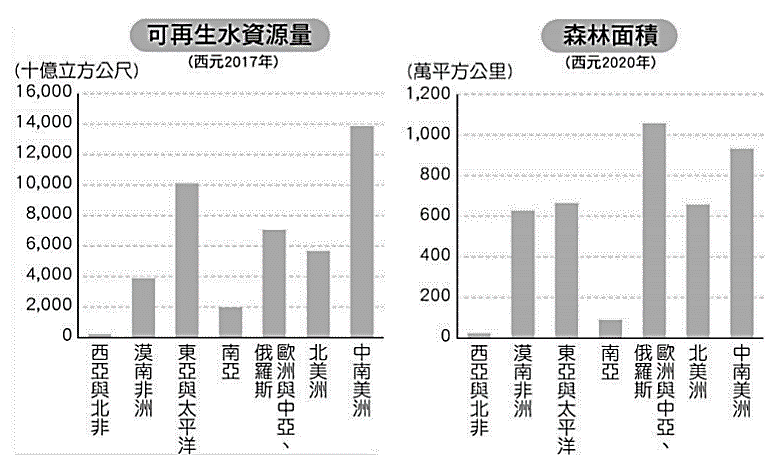 可再生水資源量
(西元2017年)
(十億立方公尺)
16,000
14,000
12,000
10,000
8,000
6,000
4,000
2,000
0
西亞與北非
漠南非洲
東亞與太平洋
南亞
歐洲與中亞、
俄羅斯
北美洲
中南美洲
森林面積
(西元2020年)
(萬平方公里)
1,200
1,000
800
600
400
200
0
西亞與北非
漠南非洲
東亞與太平洋
南亞
歐洲與中亞、
俄羅斯
北美洲
中南美洲